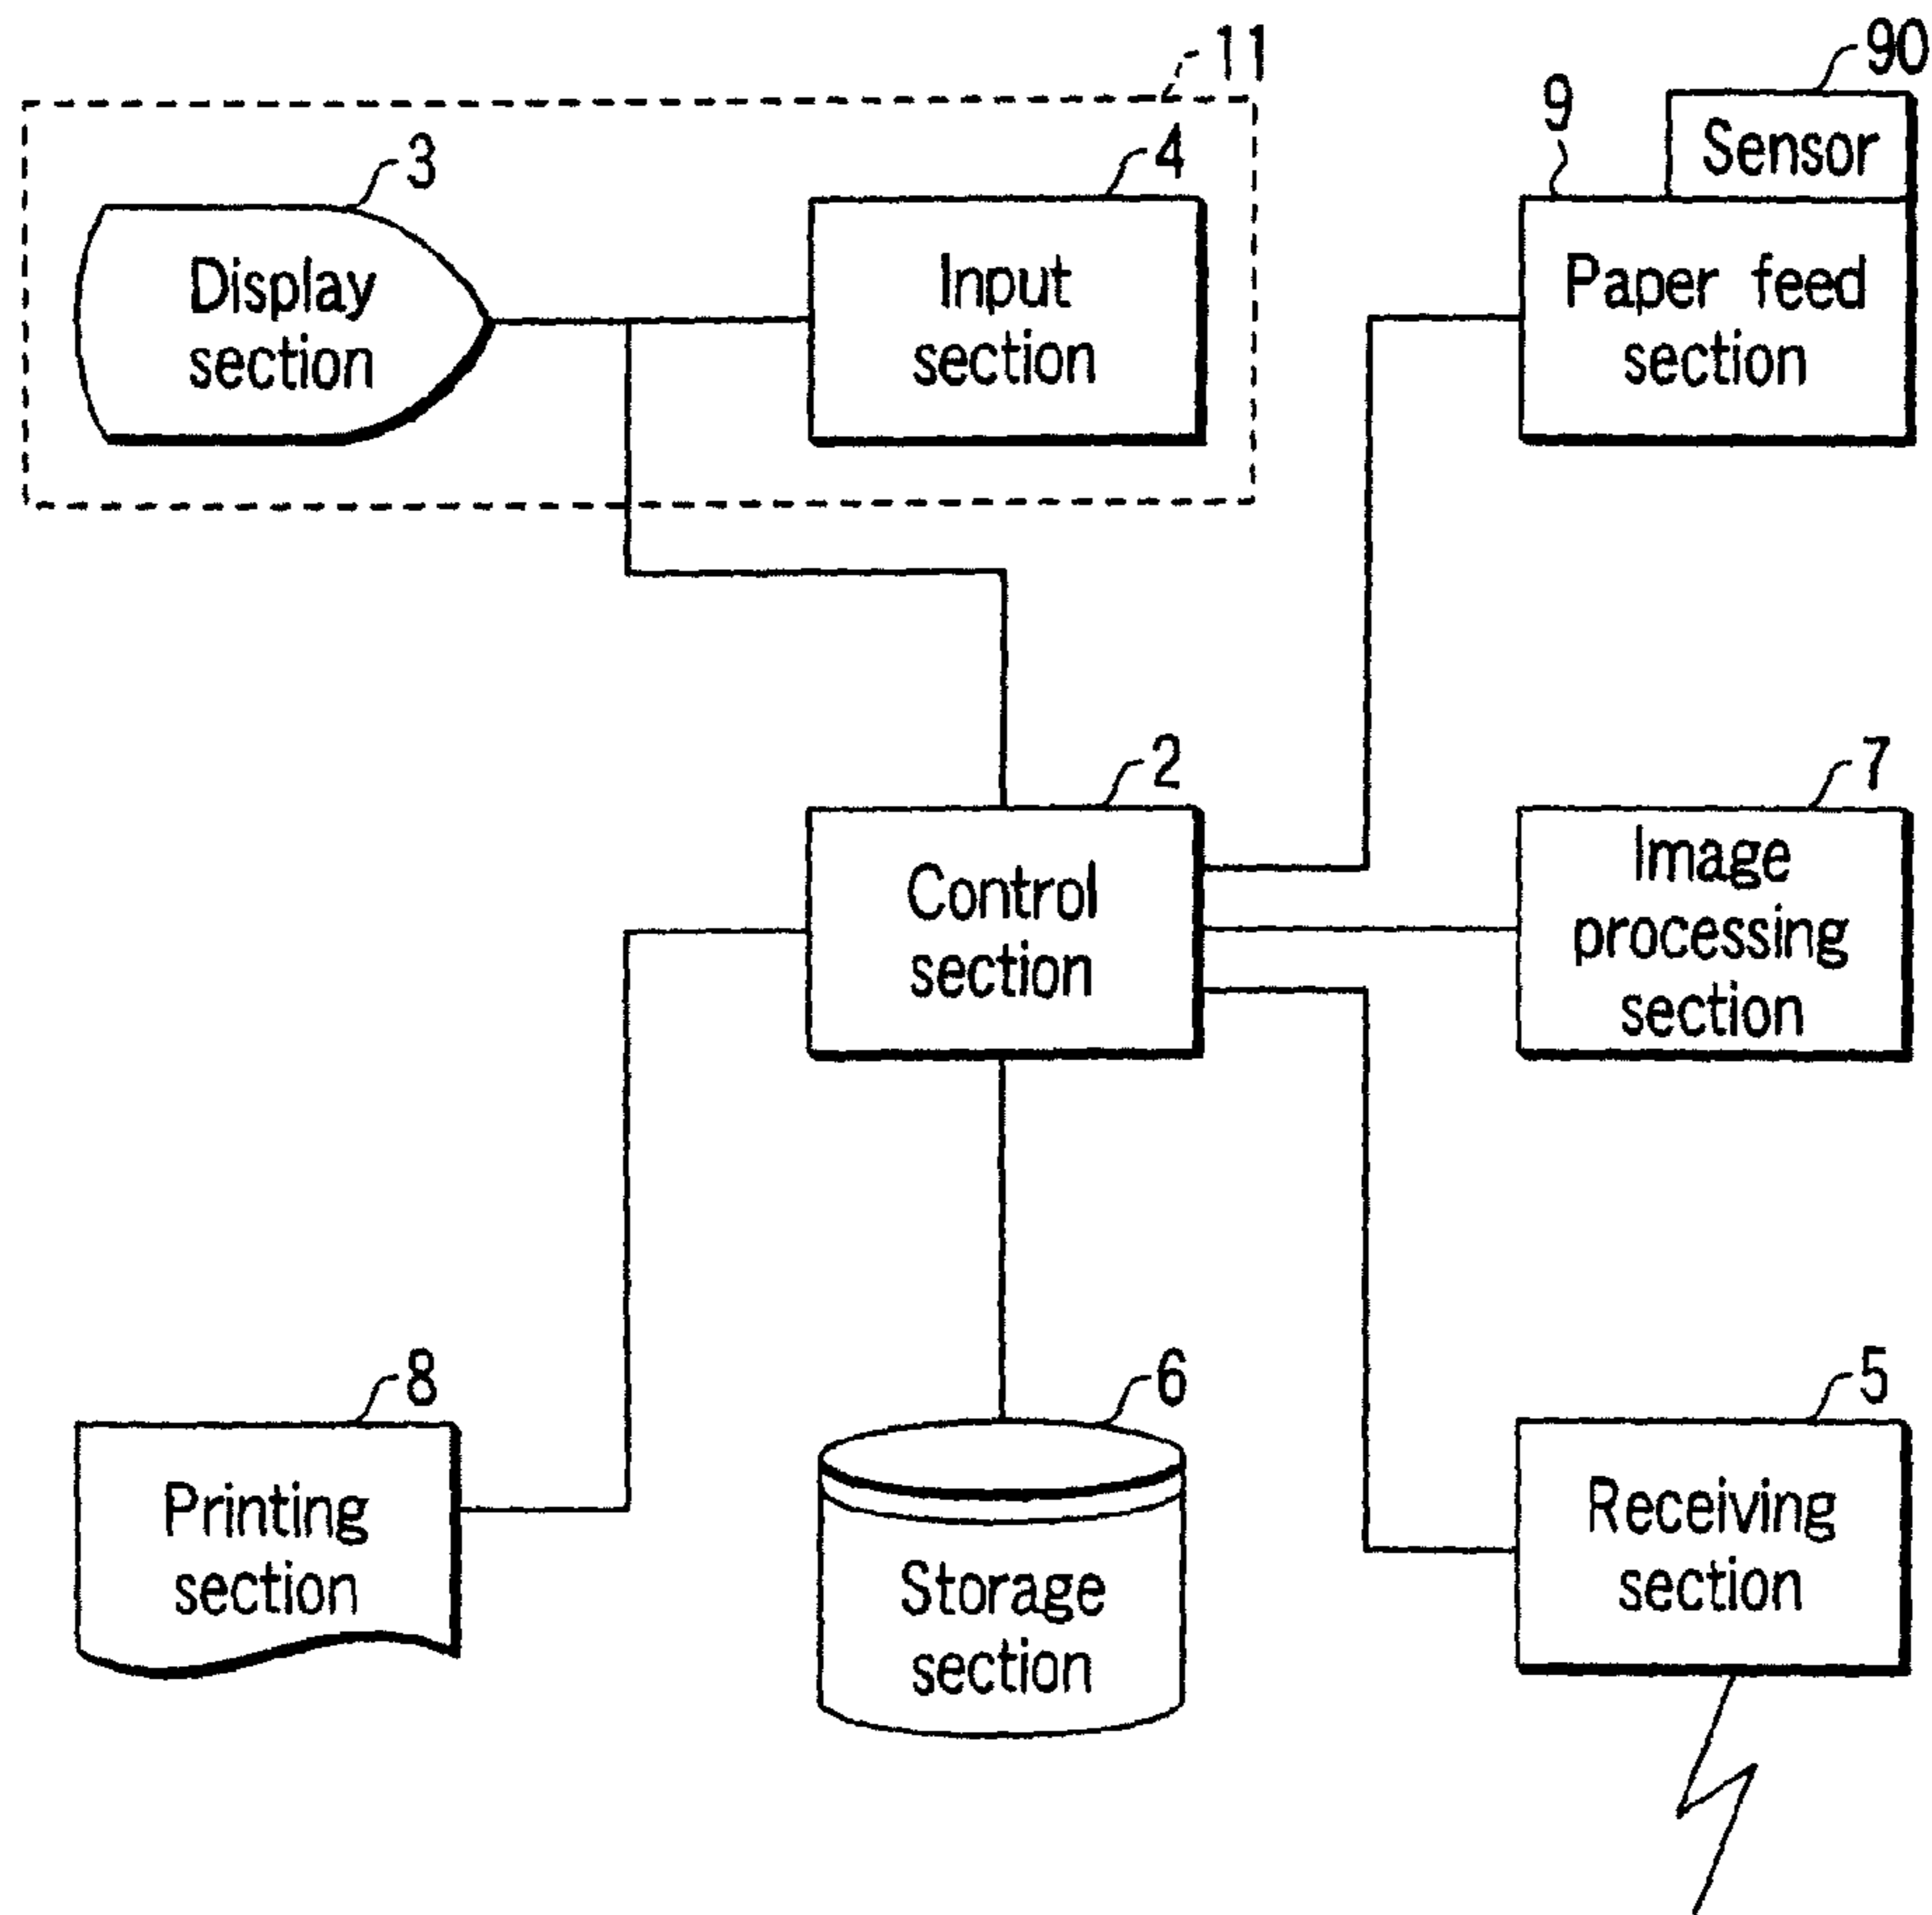 11
90
9
Sensor
3
4
Display
section
Input
section
Paper feed
section
2
7
Control
section
Image
processing
section
8
6
5
Printing
section
Storage
section
Receiving
section